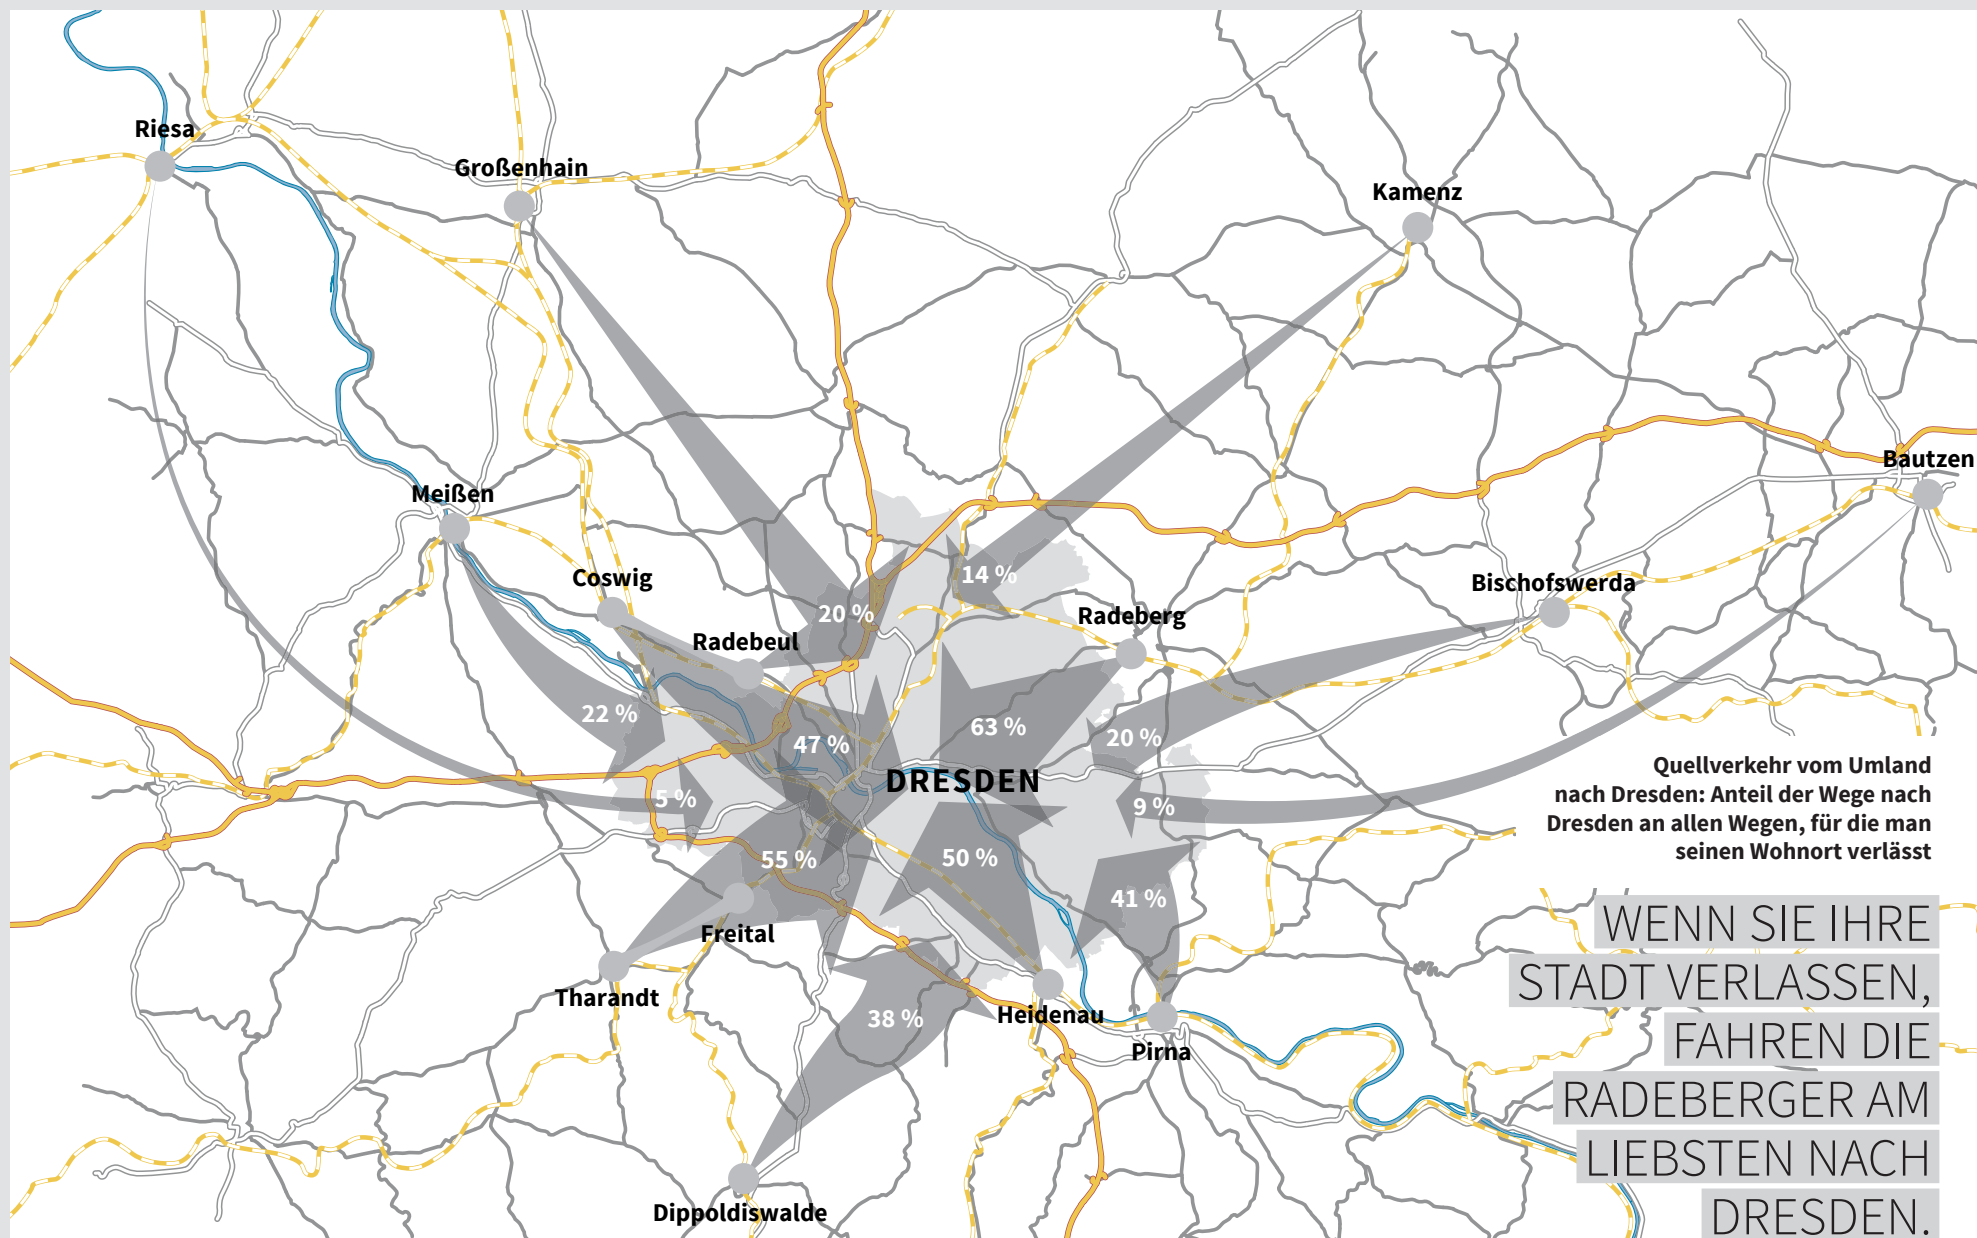 Riesa
Großenhain
Kamenz
Bautzen
Meißen
Coswig
Bischofswerda
14 %
20 %
Radeberg
Radebeul
22 %
63 %
20 %
47 %
DRESDEN
5 %
9 %
55 %
50 %
41 %
Freital
Tharandt
38 %
Heidenau
Pirna
Dippoldiswalde
Quellverkehr vom Umland
nach Dresden: Anteil der Wege nach
Dresden an allen Wegen, für die man
seinen Wohnort verlässt
WENN SIE IHRE
STADT VERLASSEN,
FAHREN DIE
RADEBERGER AM
LIEBSTEN NACH
DRESDEN.